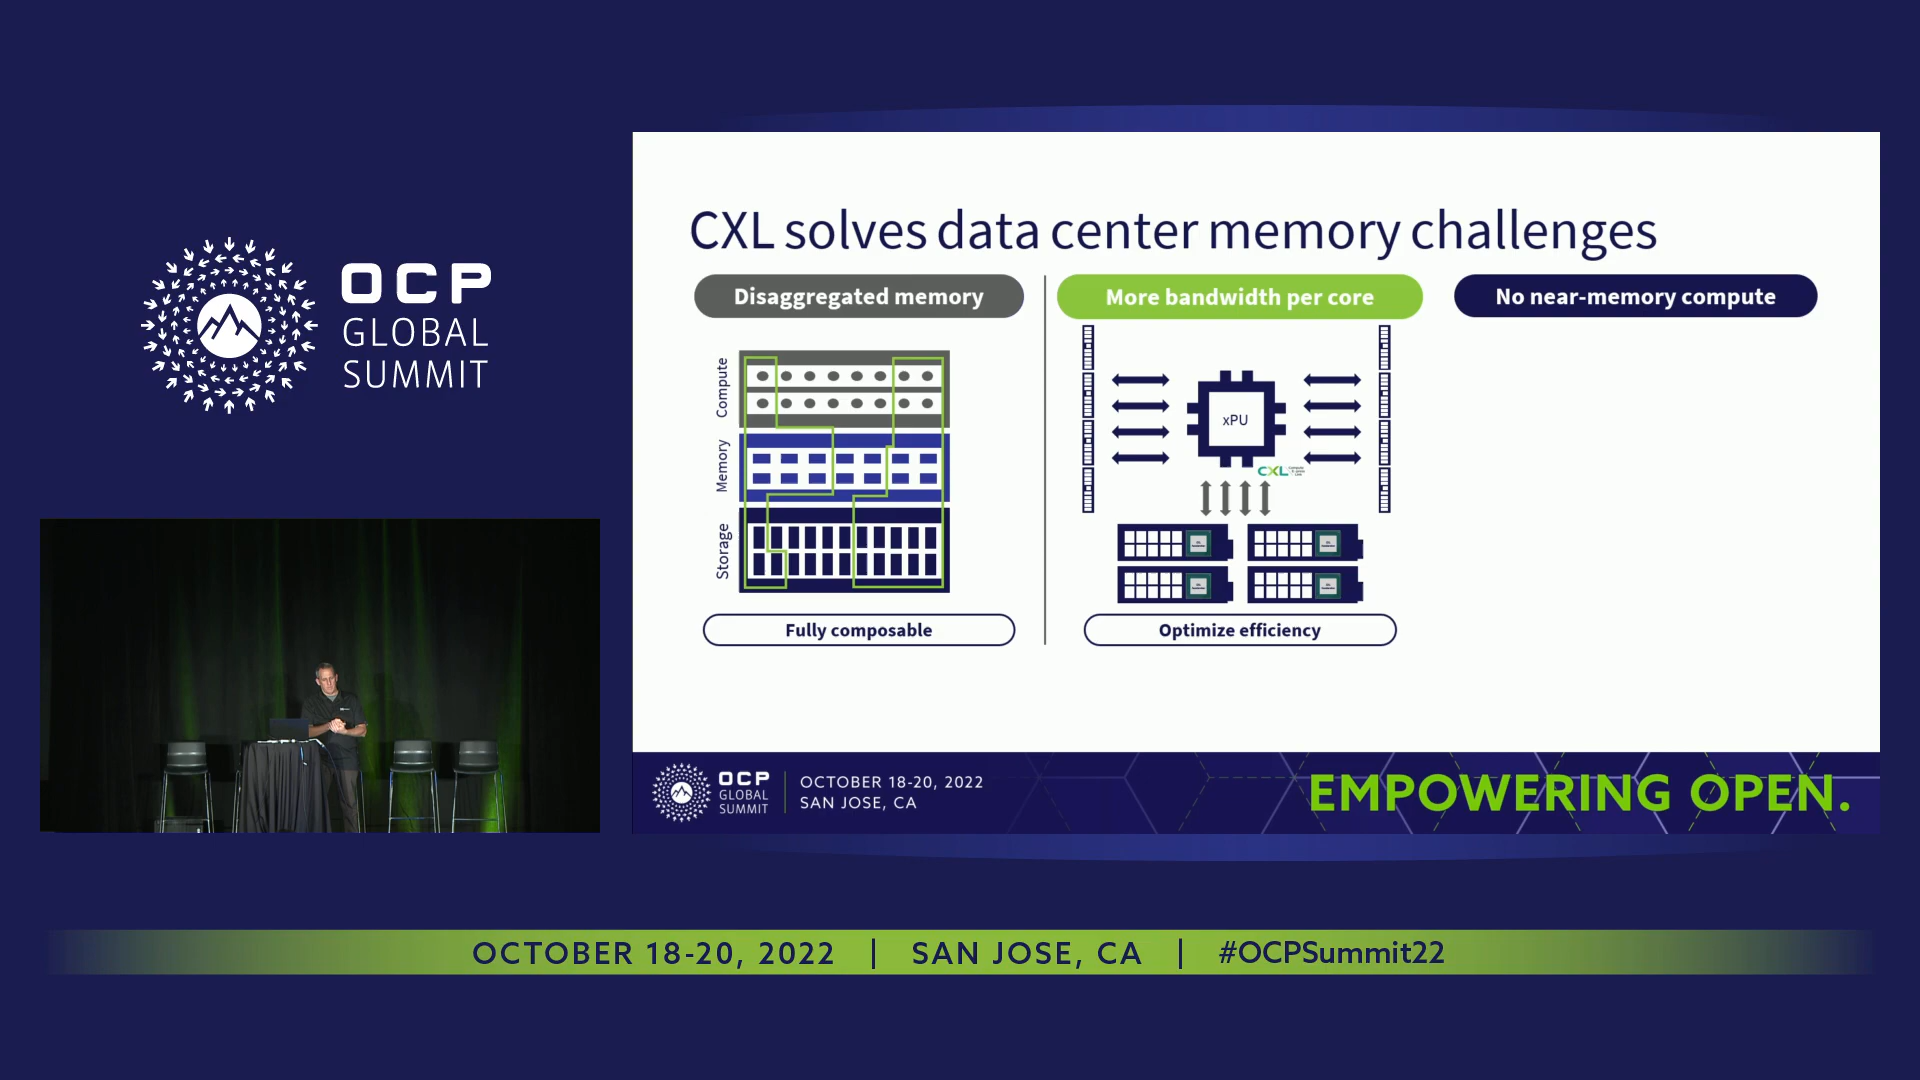 OCP
GLOBAL
SUMMIT
CXL solves data center memory challenges
Disaggregated memory
More bandwidth per core
No near-memory compute
Compute
Memory
Storage
xPU
CXL
Fully composable
Optimize efficiency
OCP
GLOBAL
SUMMIT
OCTOBER 18-20, 2022
SAN JOSE, CA
EMPOWERING OPEN.
OCTOBER 18-20, 2022 | SAN JOSE, CA | #OCPSummit22